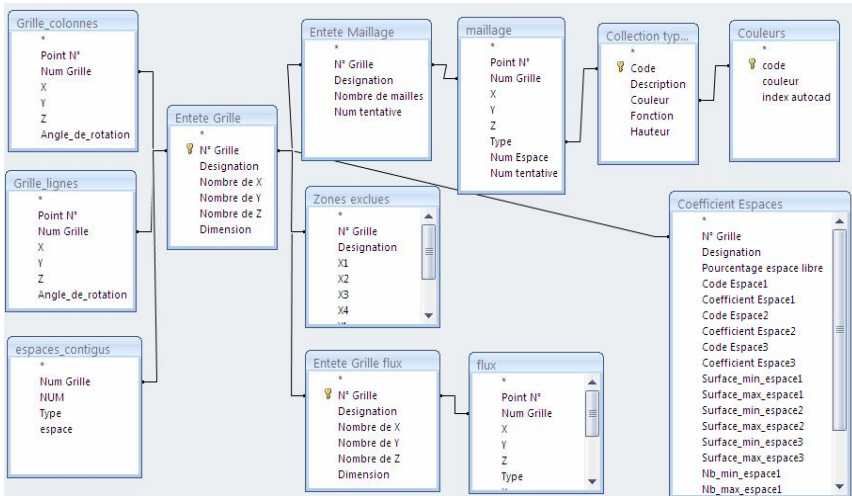 Grille_colonnes
*
Point N°
Num Grille
X
Y
Z
Angle_de_rotation
Grille_lignes
*
Point N°
Num Grille
X
Y
Z
Angle_de_rotation
espaces_contigus
*
Num Grille
NUM
Type
espace
Entete Grille
*
N° Grille
Designation
Nombre de X
Nombre de Y
Nombre de Z
Dimension
Entete Maillage
*
N° Grille
Designation
Nombre de mailles
Num tentative
Zones exclues
*
N° Grille
Designation
X1
X2
X3
X4
Entete Grille flux
*
N° Grille
Designation
Nombre de X
Nombre de Y
Nombre de Z
Dimension
maillage
*
Point N°
Num Grille
X
Y
Z
Type
Num Espace
Num tentative
flux
*
Point N°
Num Grille
X
Y
Z
Type
Collection typ...
*
Code
Description
Couleur
Fonction
Hauteur
Couleurs
*
code
couleur
index autocad
Coefficient Espaces
*
N° Grille
Designation
Pourcentage espace libre
Code Espace1
Coefficient Espace1
Code Espace2
Coefficient Espace2
Code Espace3
Coefficient Espace3
Surface_min_espace1
Surface_max_espace1
Surface_min_espace2
Surface_max_espace2
Surface_min_espace3
Surface_max_espace3
Nb_min_espace1
Nb_max_espace1